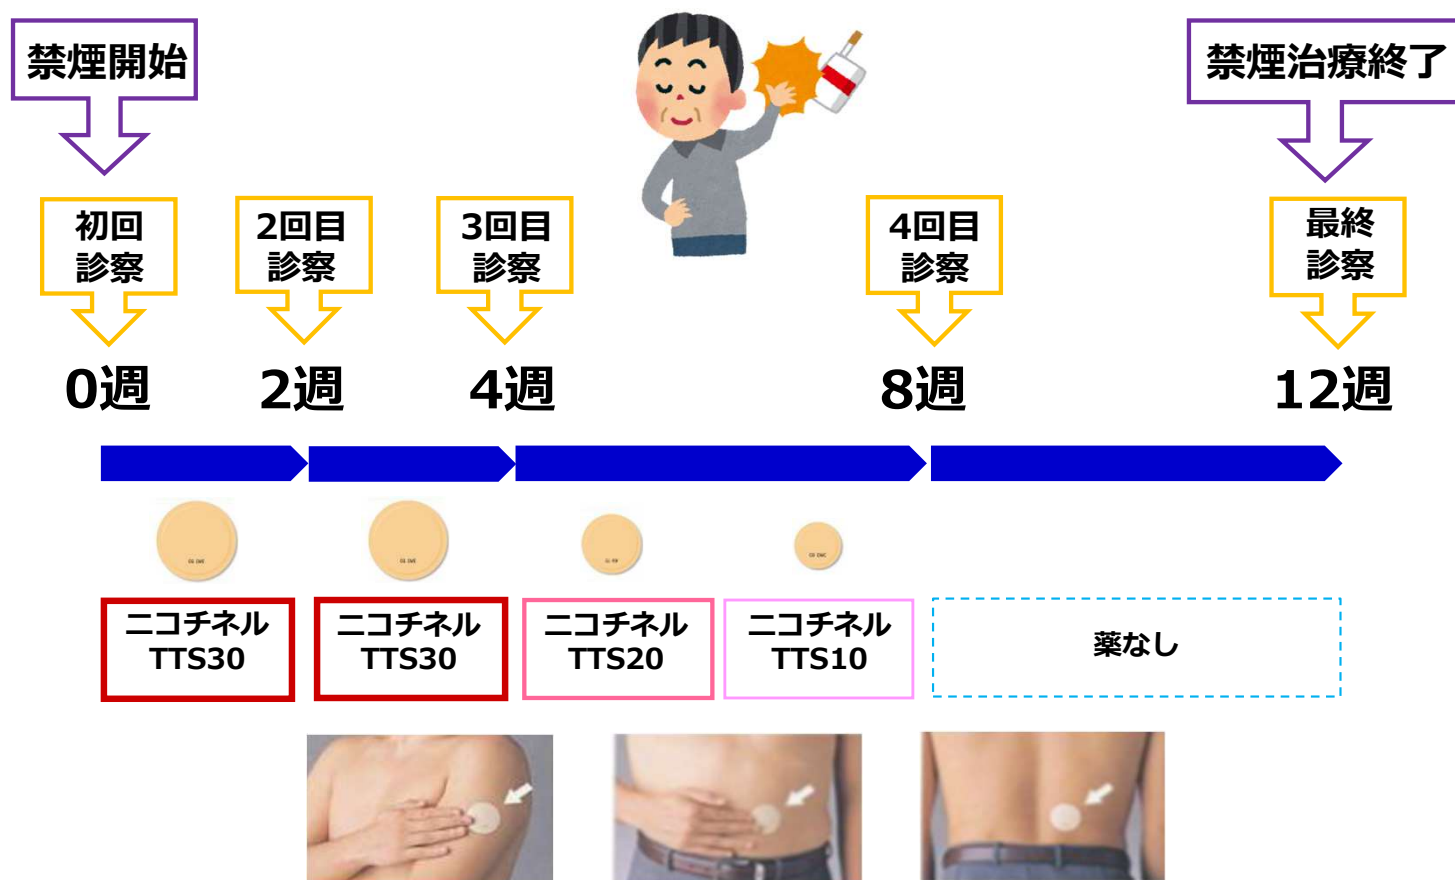 禁煙開始
禁煙治療終了
初回
診察
2回目
診察
3回目
診察
4回目
診察
最終
診察
0週
2週
4週
8週
12週
ニコチネル
TTS30
ニコチネル
TTS30
ニコチネル
TTS20
ニコチネル
TTS10
薬なし